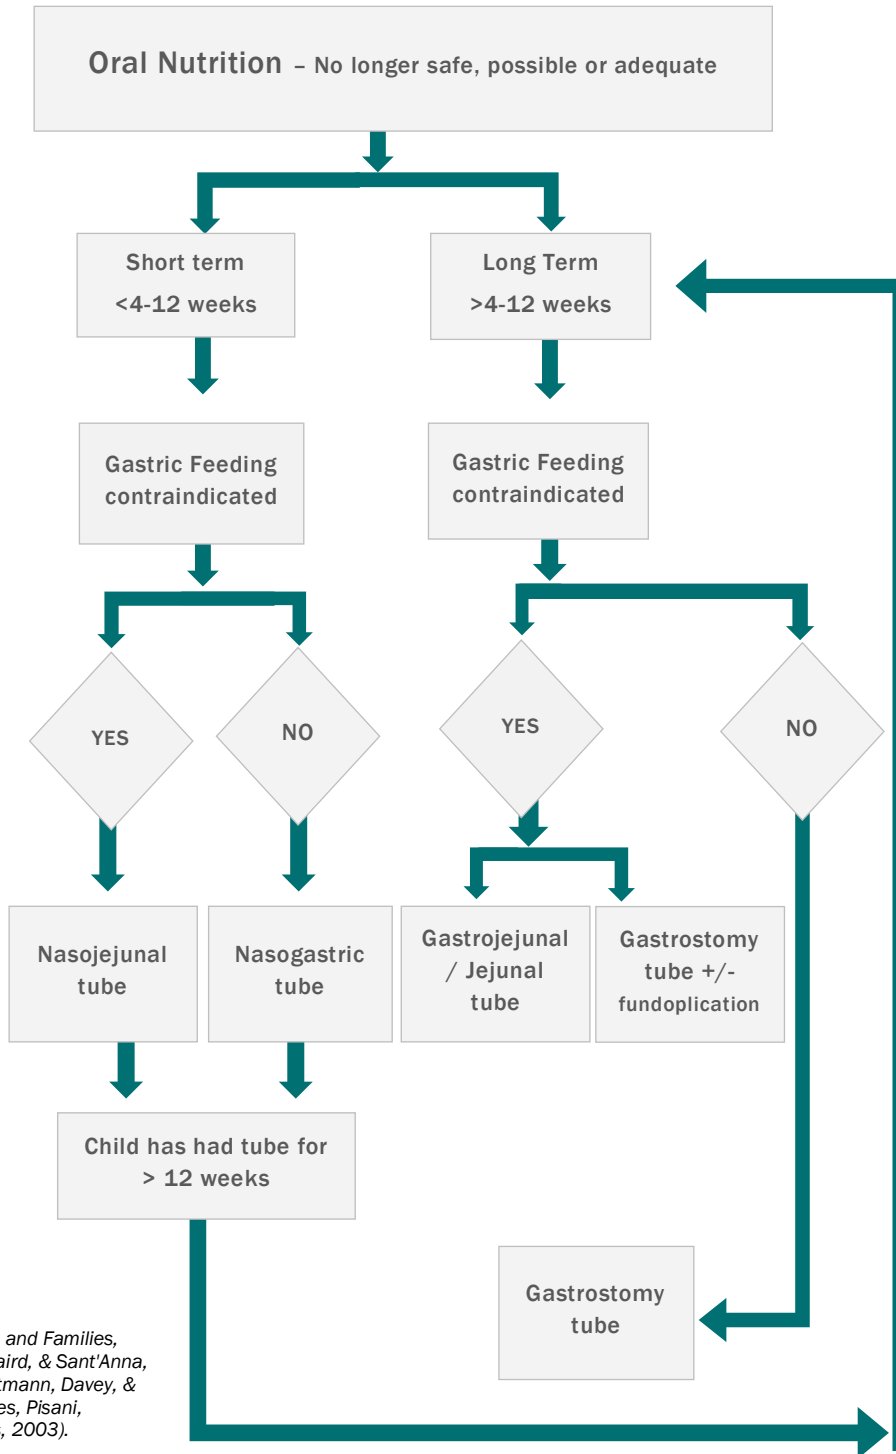 Oral Nutrition – No longer safe, possible or adequate
Short term
<4-12 weeks
Long Term
>4-12 weeks
Gastric Feeding
contraindicated
Gastric Feeding
contraindicated
YES
NO
YES
NO
Nasojejunal
tube
Nasogastric
tube
Gastrojejunal
/ Jejunal
tube
Gastrostomy
tube +/-
fundoplication
Child has had tube for
> 12 weeks
Gastrostomy
tube
and Families,
aird, & Sant'Anna,
tmann, Davey, &
es, Pisani,
, 2003).